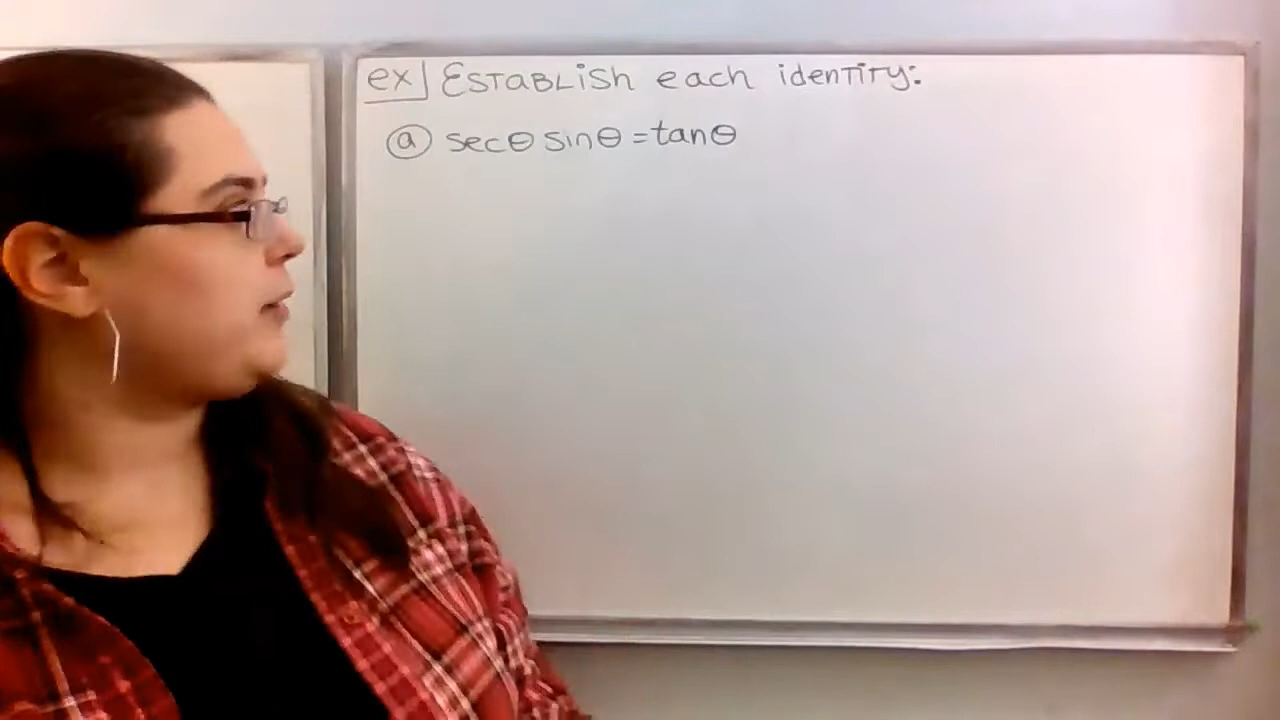 ex] Establish each identity:
(a) secθ sinθ = tanθ